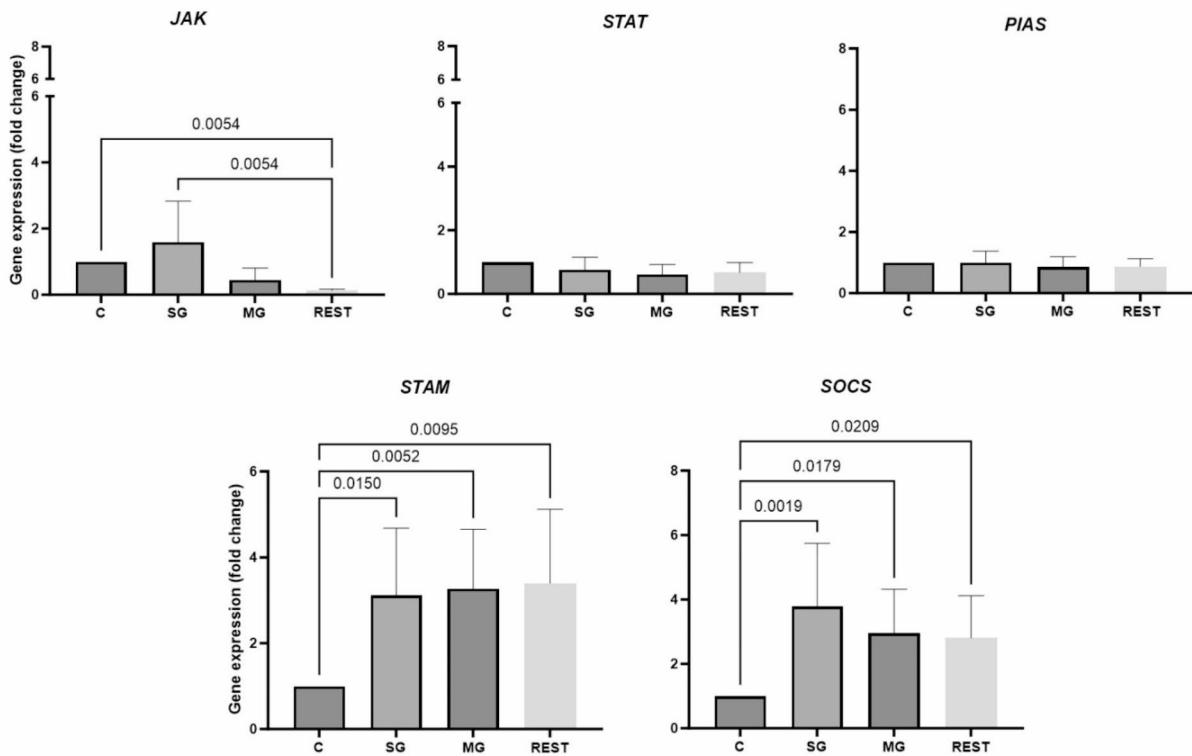 JAK
STAT
PIAS
Gene expression (fold change)
8
6
6
4
2
0
0.0054
0.0054
C SG MG REST
8
6
6
4
2
0
C SG MG REST
8
6
4
2
0
C SG MG REST
STAM
SOCS
Gene expression (fold change)
6
4
2
0
0.0095
0.0052
0.0150
C SG MG REST
8
6
4
2
0
0.0209
0.0179
0.0019
C SG MG REST